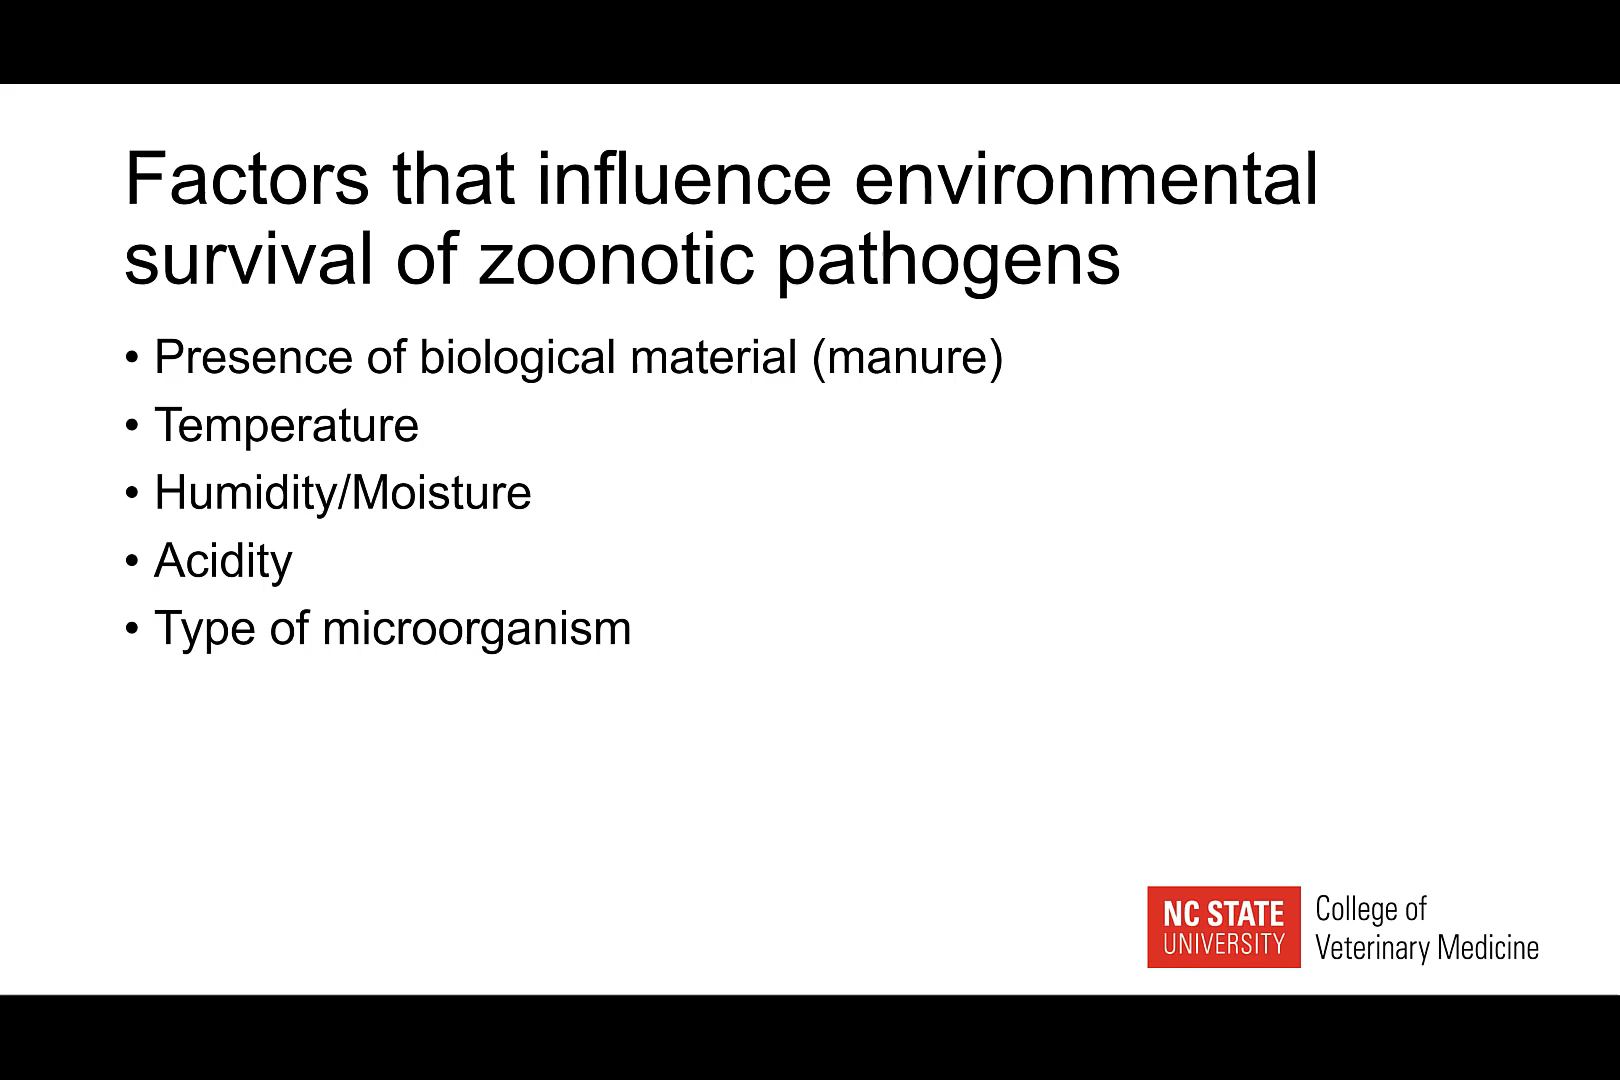 Factors that influence environmental
survival of zoonotic pathogens
• Presence of biological material (manure)
• Temperature
• Humidity/Moisture
• Acidity
• Type of microorganism
NC STATE
UNIVERSITY
College of
Veterinary Medicine